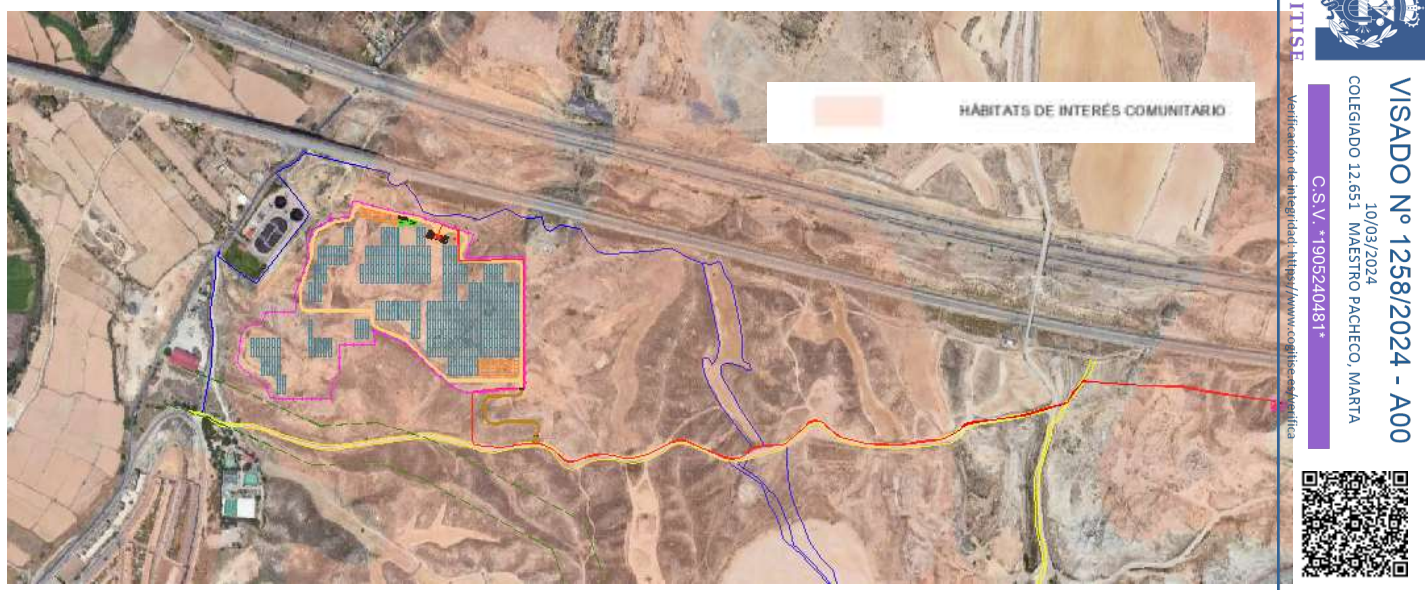 HÁBITATS DE INTERÉS COMUNITARIO
ITISE
VISADO Nº 1258/2024 - A00
10/03/2024
COLEGIADO 12.651 MAESTRO PACHECO, MARTA
C.S.V. *1905240481*
Verificación de integridad: https://www.cogitise.es/verifica